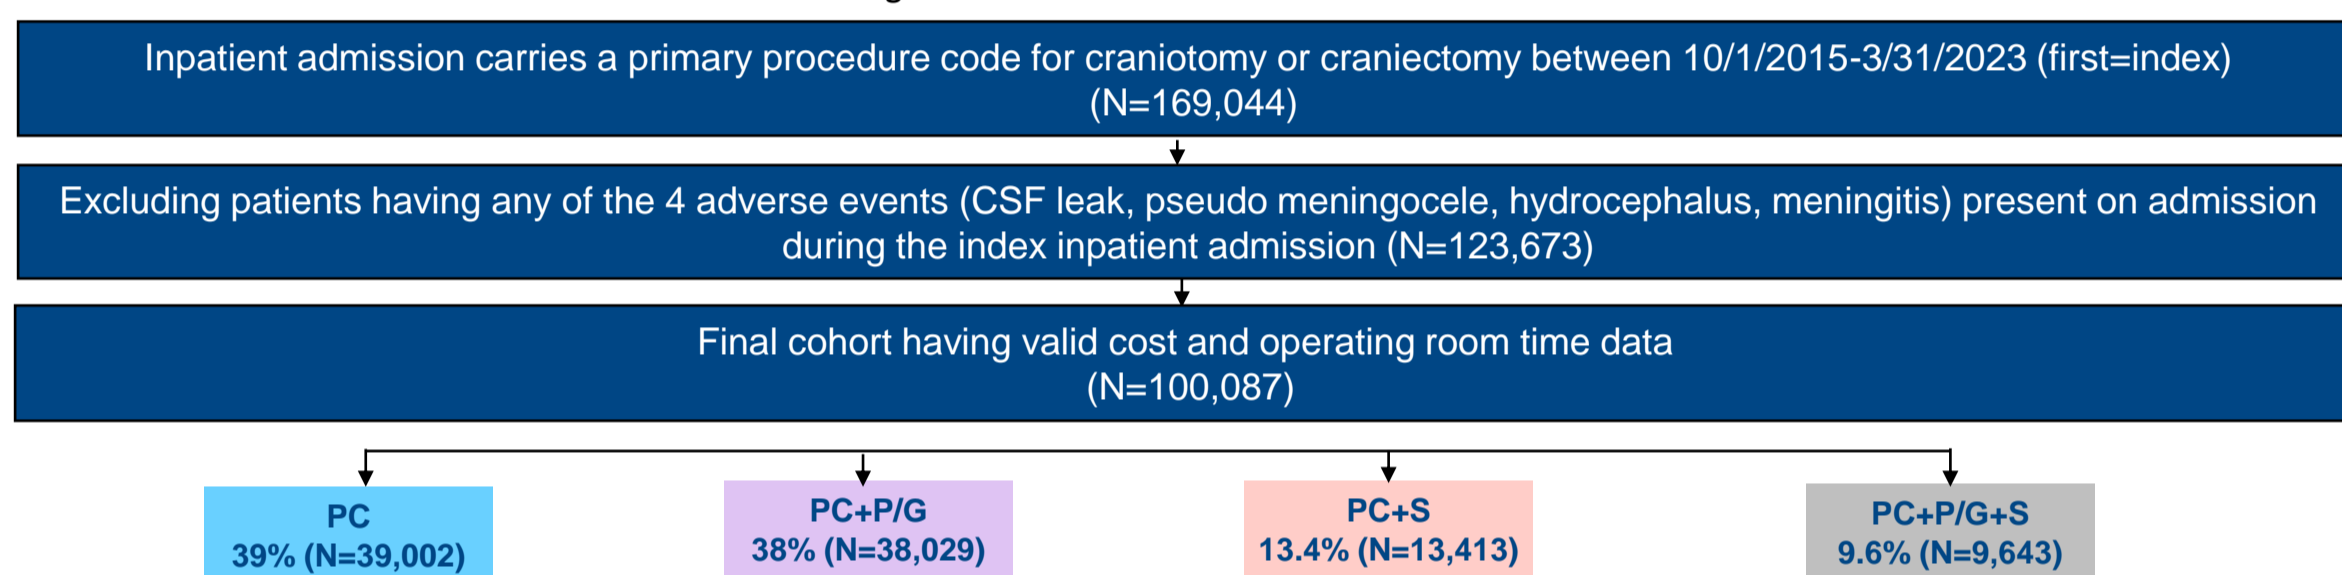 Inpatient admission carries a primary procedure code for craniotomy or craniectomy between 10/1/2015-3/31/2023 (first=index)
(N=169,044)
Excluding patients having any of the 4 adverse events (CSF leak, pseudo meningocele, hydrocephalus, meningitis) present on admission
during the index inpatient admission (N=123,673)
Final cohort having valid cost and operating room time data
(N=100,087)
PC
39% (N=39,002)
PC+P/G
38% (N=38,029)
PC+S
13.4% (N=13,413)
PC+P/G+S
9.6% (N=9,643)